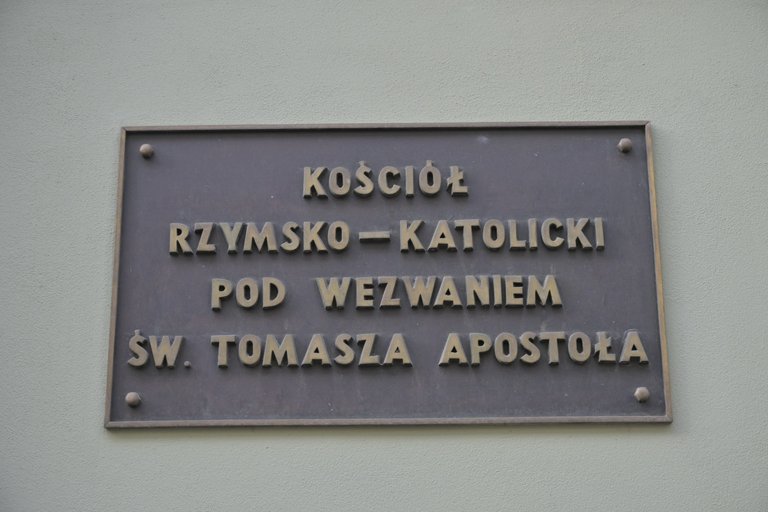 KOŚCIÓŁ
RZYMSKO-KATOLICKI
POD WEZWANIEM
ŚW. TOMASZA APOSTOŁA